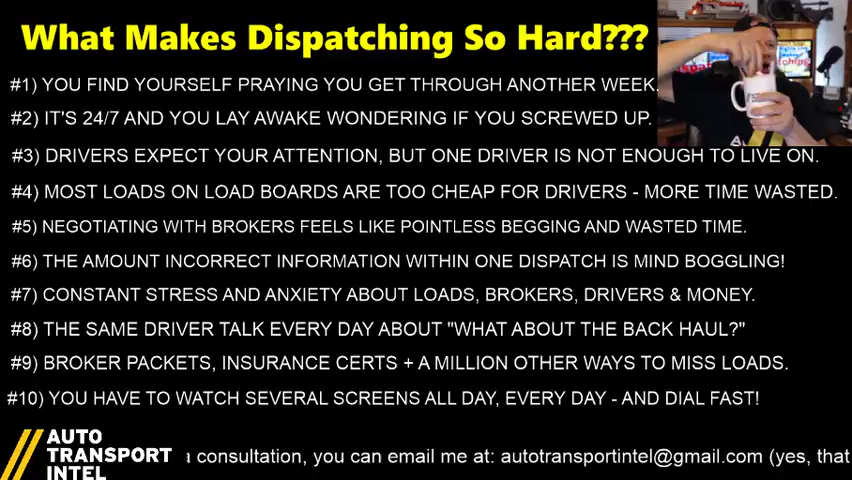 What Makes Dispatching So Hard???
#1) YOU FIND YOURSELF PRAYING YOU GET THROUGH ANOTHER WEEK.
#2) IT'S 24/7 AND YOU LAY AWAKE WONDERING IF YOU SCREWED UP.
#3) DRIVERS EXPECT YOUR ATTENTION, BUT ONE DRIVER IS NOT ENOUGH TO LIVE ON.
#4) MOST LOADS ON LOAD BOARDS ARE TOO CHEAP FOR DRIVERS - MORE TIME WASTED.
#5) NEGOTIATING WITH BROKERS FEELS LIKE POINTLESS BEGGING AND WASTED TIME.
#6) THE AMOUNT INCORRECT INFORMATION WITHIN ONE DISPATCH IS MIND BOGGLING!
#7) CONSTANT STRESS AND ANXIETY ABOUT LOADS, BROKERS, DRIVERS & MONEY.
#8) THE SAME DRIVER TALK EVERY DAY ABOUT "WHAT ABOUT THE BACK HAUL?"
#9) BROKER PACKETS, INSURANCE CERTS + A MILLION OTHER WAYS TO MISS LOADS.
#10) YOU HAVE TO WATCH SEVERAL SCREENS ALL DAY, EVERY DAY - AND DIAL FAST!
AUTO
TRANSPORT
INTEL
a consultation, you can email me at: autotransportintel@gmail.com (yes, that